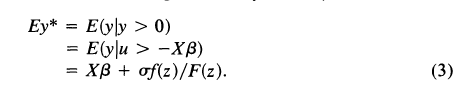 Ey* = E(y|y > 0)
= E(y|u > −Xβ)
= Xβ + σf(z)/F(z). (3)